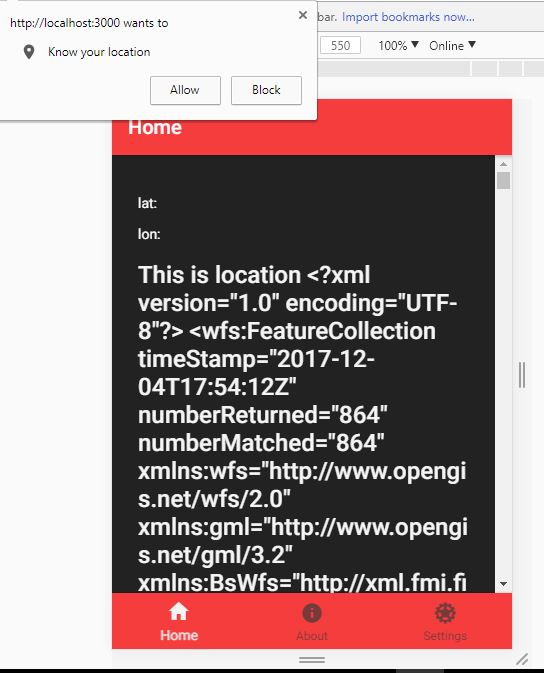 http://localhost:3000 wants to
Know your location
Allow
Block
bar. Import bookmarks now...
550
100%
Online
Home
lat:
lon:
This is location <?xml
version="1.0" encoding="UTF-
8"?> <wfs:FeatureCollection
timeStamp="2017-12-
04T17:54:12Z"
numberReturned="864"
numberMatched="864"
xmlns:wfs="http://www.opengi
s.net/wfs/2.0"
xmlns:gml="http://www.opengi
s.net/gml/3.2"
xmlns:BsWfs="http://xml.fmi.fi
Home
About
Settings